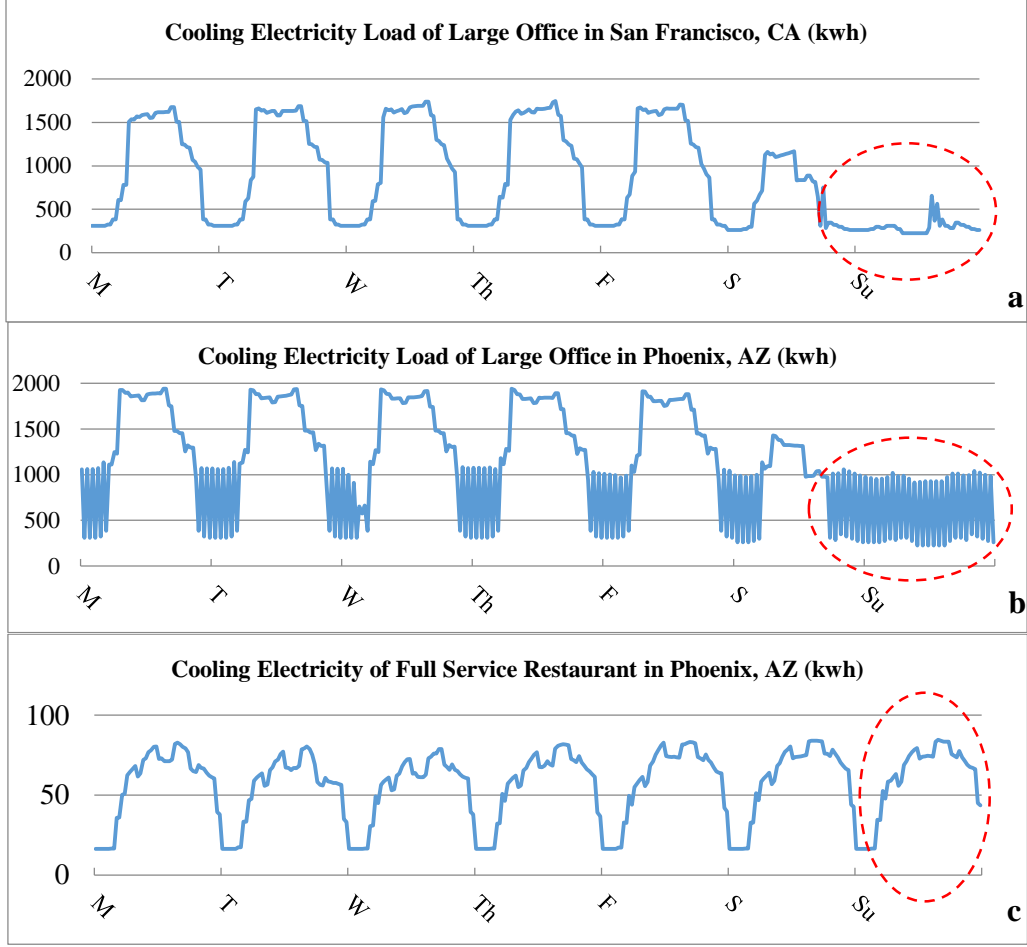 Cooling Electricity Load of Large Office in San Francisco, CA (kwh)
2000
1500
1000
500
0
M T W Th F S Su
a
Cooling Electricity Load of Large Office in Phoenix, AZ (kwh)
2000
1500
1000
500
0
M T W Th F S Su
b
Cooling Electricity of Full Service Restaurant in Phoenix, AZ (kwh)
100
50
0
M T W Th F S Su
c